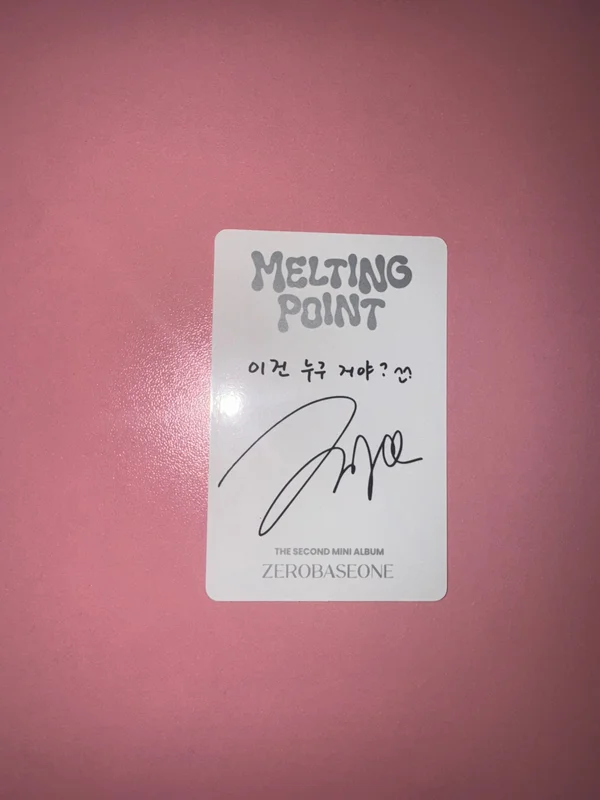 MELTING
POINT
이건 누구 거야? ^^
THE SECOND MINI ALBUM
ZEROBASEONE